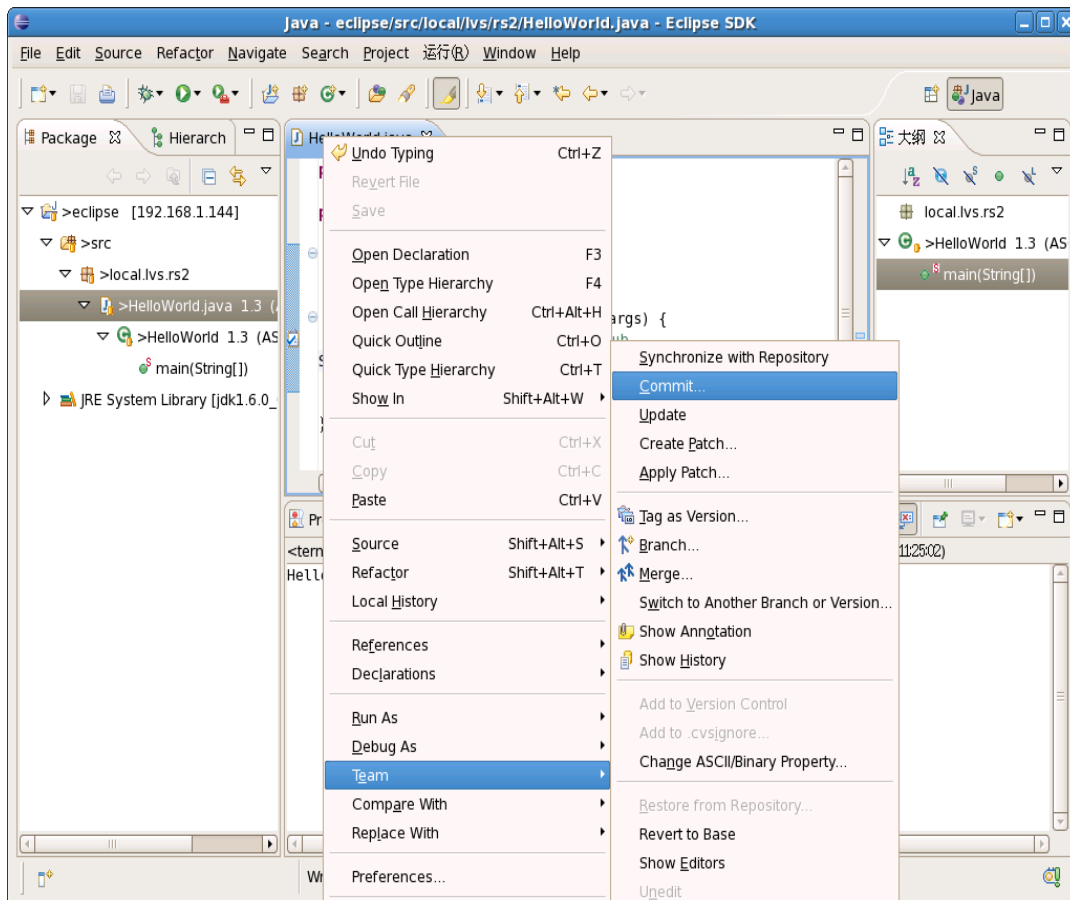 Java - eclipse/src/local/lvs/rs2/HelloWorld.java - Eclipse SDK
File Edit Source Refactor Navigate Search Project 运行(R) Window Help
Java
Package Hierarch
>eclipse [192.168.1.144]
>src
>local.lvs.rs2
>HelloWorld.java 1.3
>HelloWorld 1.3 (AS
main(String[])
JRE System Library [jdk1.6.0_
args) {
Undo Typing Ctrl+Z
Revert File
Save
Open Declaration F3
Open Type Hierarchy F4
Open Call Hierarchy Ctrl+Alt+H
Quick Outline Ctrl+O
Quick Type Hierarchy Ctrl+T
Show In Shift+Alt+W
Cut Ctrl+X
Copy Ctrl+C
Paste Ctrl+V
Source Shift+Alt+S
Refactor Shift+Alt+T
Local History
References
Declarations
Run As
Debug As
Team
Compare With
Replace With
Preferences...
Synchronize with Repository
Commit...
Update
Create Patch...
Apply Patch...
Tag as Version...
Branch...
Merge...
Switch to Another Branch or Version...
Show Annotation
Show History
Add to Version Control
Add to .cvsignore...
Change ASCII/Binary Property...
Restore from Repository...
Revert to Base
Show Editors
Unedit
大纲
local.lvs.rs2
>HelloWorld 1.3 (AS
main(String[])
Pr
<tern
11:25:02)
Hell
Wr